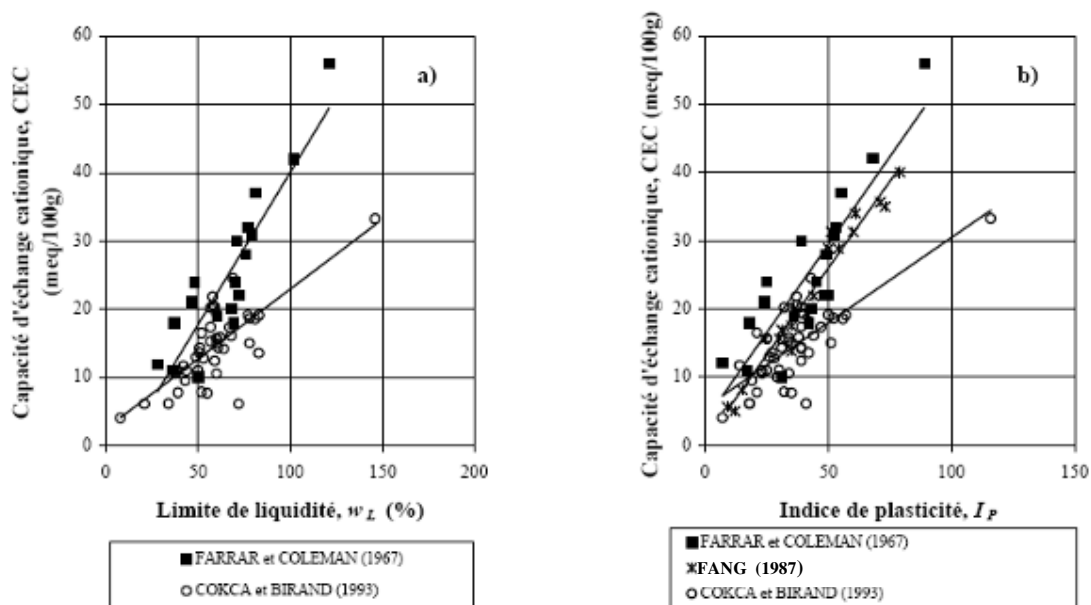 Capacité d'échange cationique, CEC
(meq/100g)
60
50
40
30
20
10
0
a)
0
50
100
150
200
Limite de liquidité, w L (%)
FARRAR et COLEMAN (1967)
COKCA et BIRAND (1993)
Capacité d'échange cationique, CEC (meq/100g)
60
50
40
30
20
10
0
b)
0
50
100
150
Indice de plasticité, I P
FARRAR et COLEMAN (1967)
FANG (1987)
COKCA et BIRAND (1993)